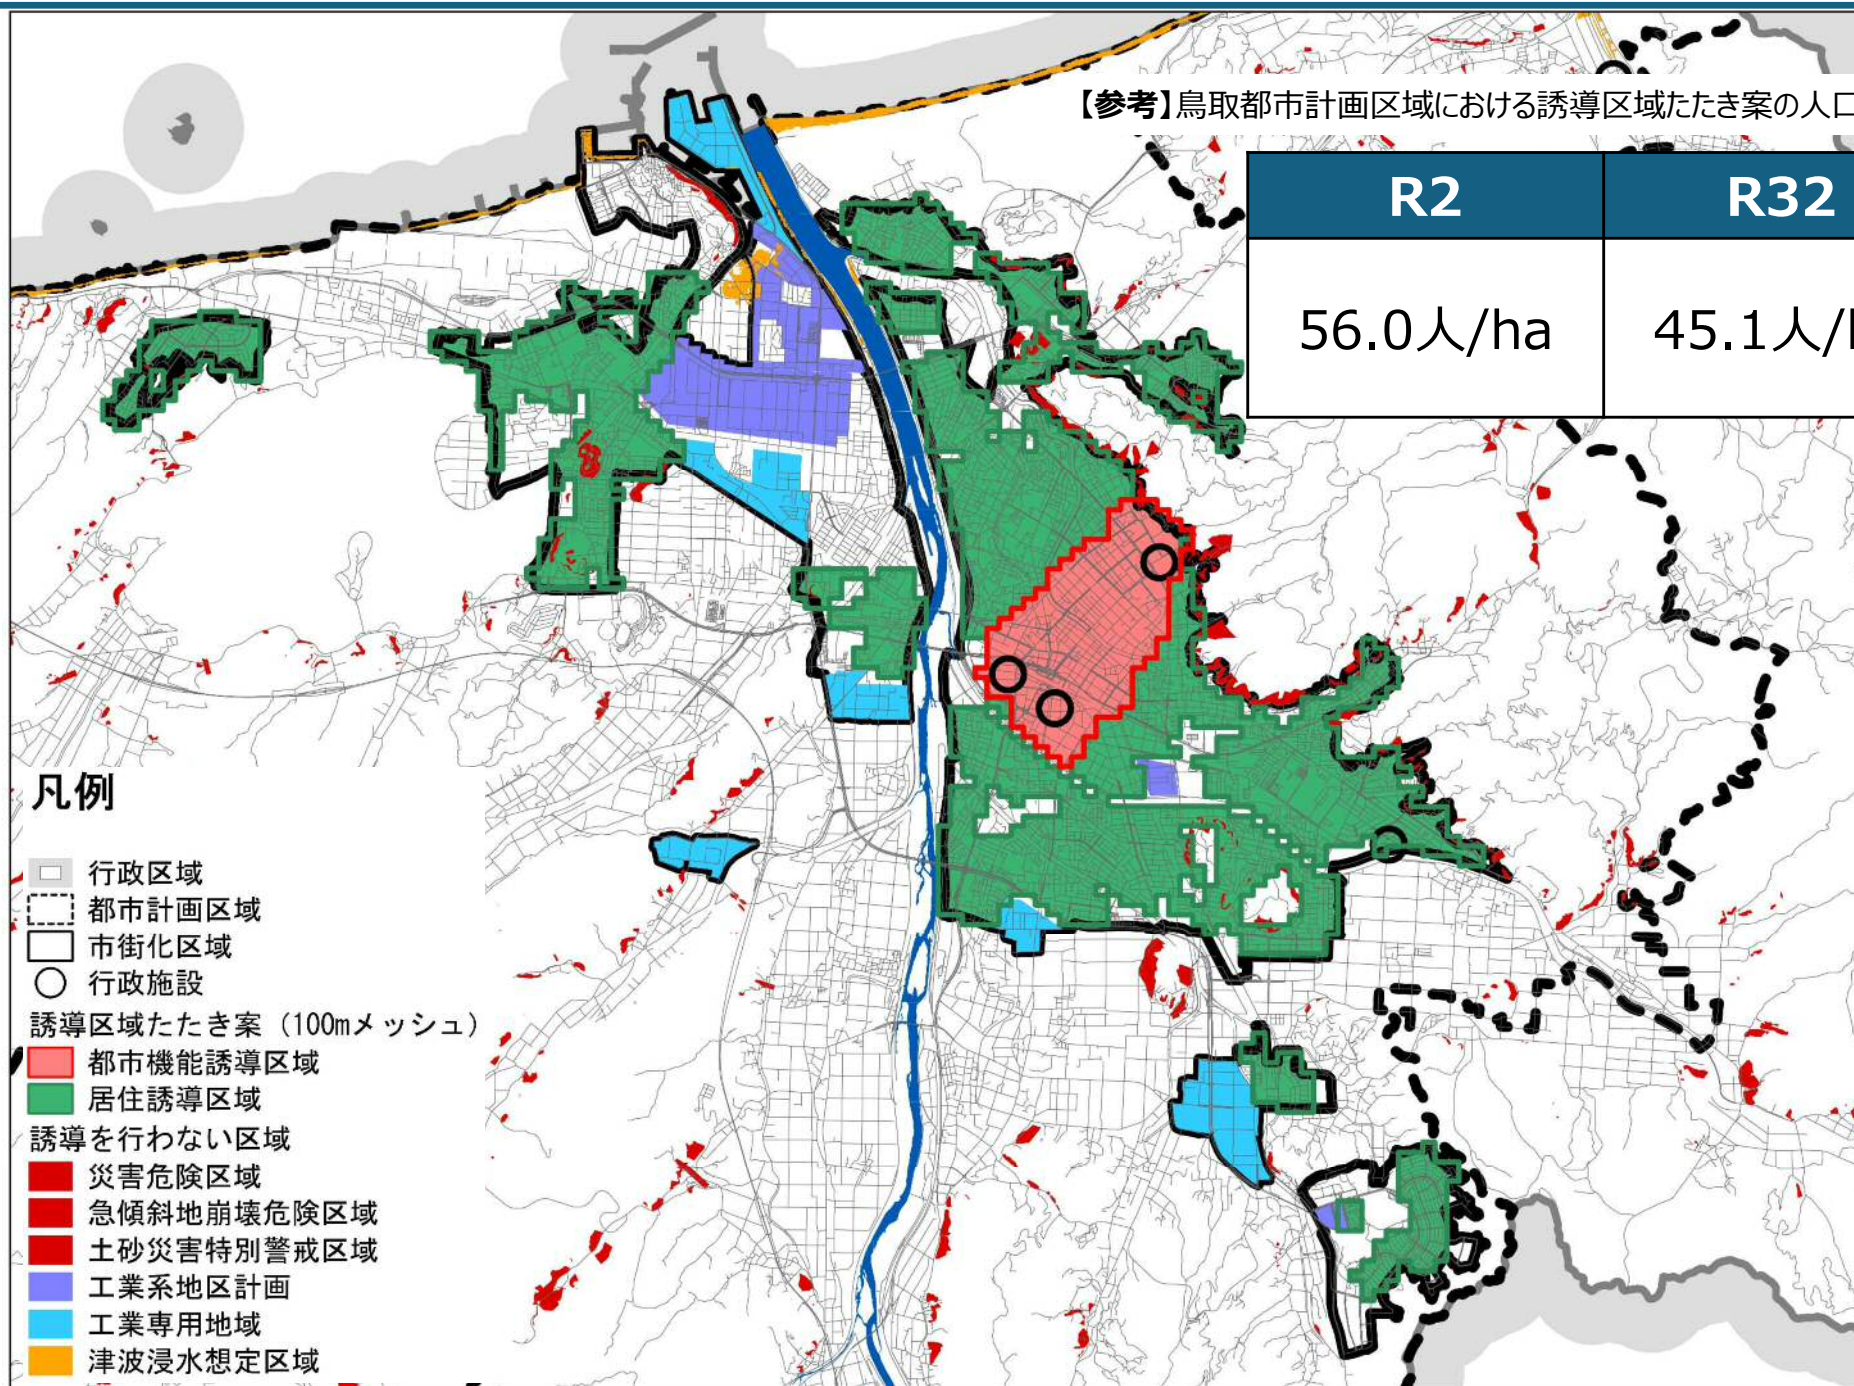 【参考】鳥取都市計画区域における誘導区域たたき案の人口
R2 R32
56.0人/ha 45.1人/
凡例
行政区域
都市計画区域
市街化区域
行政施設
誘導区域たたき案（100mメッシュ）
都市機能誘導区域
居住誘導区域
誘導を行わない区域
災害危険区域
急傾斜地崩壊危険区域
土砂災害特別警戒区域
工業系地区計画
工業専用地域
津波浸水想定区域